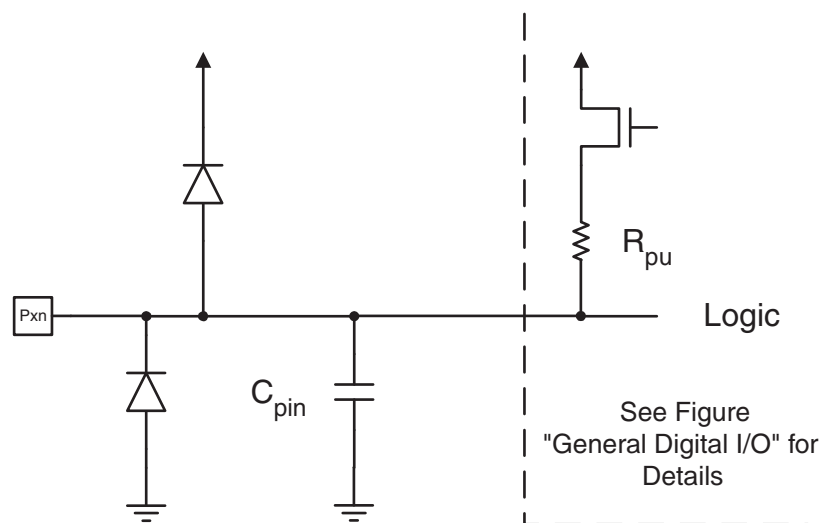 R
pu
Pxn
Logic
C
pin
See Figure
"General Digital I/O" for
Details